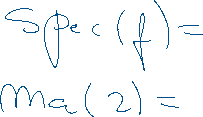 Spec(f)=
ma(2)=